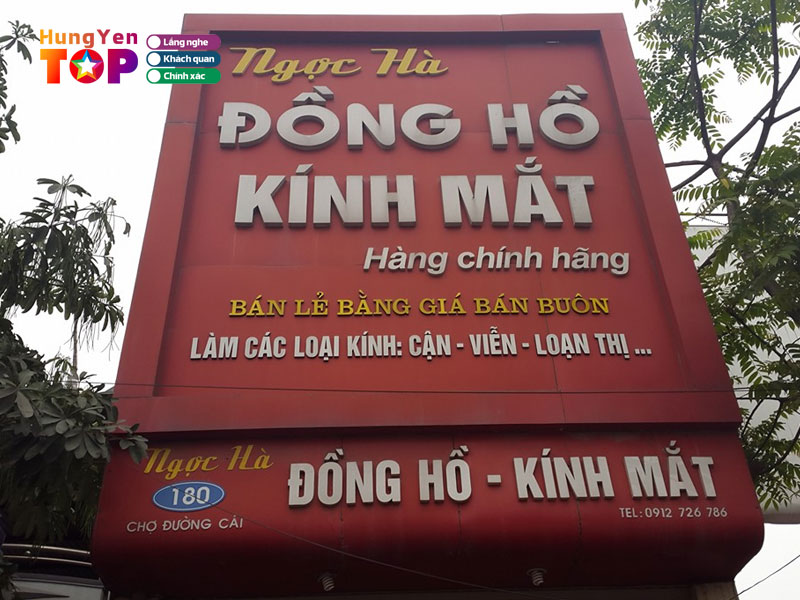 HungYen
TOP
Lắng nghe
Khách quan
Chính xác
Ngọc Hà
ĐỒNG HỒ
KÍNH MẮT
Hàng chính hãng
BÁN LẺ BẰNG GIÁ BÁN BUÔN
LÀM CÁC LOẠI KÍNH: CẬN - VIỄN - LOẠN THỊ ...
Ngọc Hà
180
CHỢ ĐƯỜNG CÁI
ĐỒNG HỒ - KÍNH MẮT
TEL: 0912 726 786